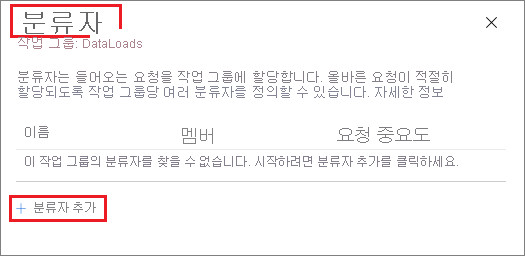 분류자
작업 그룹: DataLoads
분류자는 들어오는 요청을 작업 그룹에 할당합니다. 올바른 요청이 적절히
할당되도록 작업 그룹당 여러 분류자를 정의할 수 있습니다. 자세한 정보
이름 멤버 요청 중요도
이 작업 그룹의 분류자를 찾을 수 없습니다. 시작하려면 분류자 추가를 클릭하세요.
+ 분류자 추가